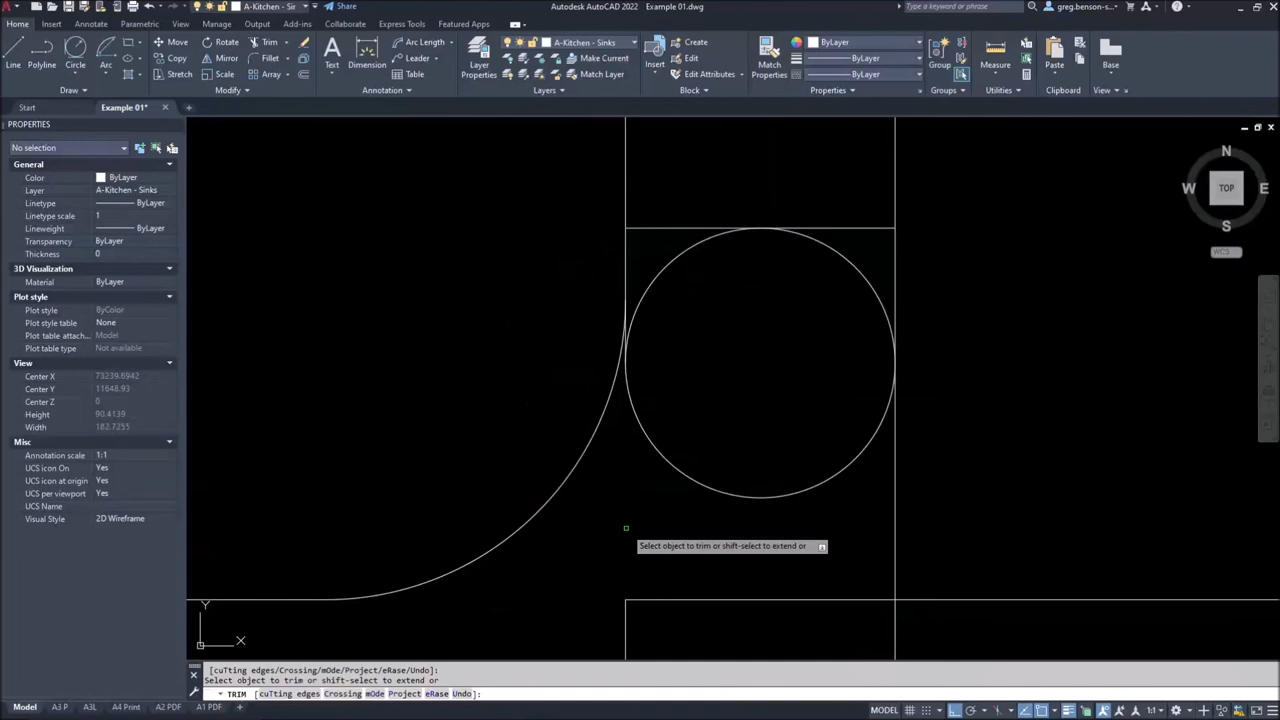 A-Kitchen - Sir Share Autodesk AutoCAD 2022 Example 01.dwg Type a keyword or phrase greg.benson-s...
Home Insert Annotate Parametric View Manage Output Add-ins Collaborate Express Tools Featured Apps
Line Polyline Circle Arc Move Rotate Trim Text Dimension Arc Length Layer Properties A-Kitchen - Sinks Insert Create Match Properties ByLayer Group Measure Paste Base
Copy Mirror Fillet Leader Make Current Edit ByLayer
Stretch Scale Array Table Match Layer Edit Attributes ByLayer
Draw Modify Annotation Layers Block Properties Groups Utilities Clipboard View
Start Example 01*
PROPERTIES
No selection
General
Color ByLayer
Layer A-Kitchen - Sinks
Linetype ByLayer
Linetype scale 1
Lineweight ByLayer
Transparency ByLayer
Thickness 0
3D Visualization
Material ByLayer
Plot style
Plot style ByColor
Plot style table None
Plot table attach... Model
Plot table type Not available
View
Center X 73239.6942
Center Y 11648.93
Center Z 0
Height 90.4139
Width 182.7255
Misc
Annotation scale 1:1
UCS icon On Yes
UCS icon at origin Yes
UCS per viewport Yes
UCS Name
Visual Style 2D Wireframe
N
W TOP E
S
WCS
Select object to trim or shift-select to extend or
Y
X
[cuTting edges/Crossing/mOde/Project/eRase/Undo]:
Select object to trim or shift-select to extend or
TRIM [cuTting edges Crossing mOde Project eRase Undo]:
Model A3 P A3L A4 Print A2 PDF A1 PDF MODEL 1:1